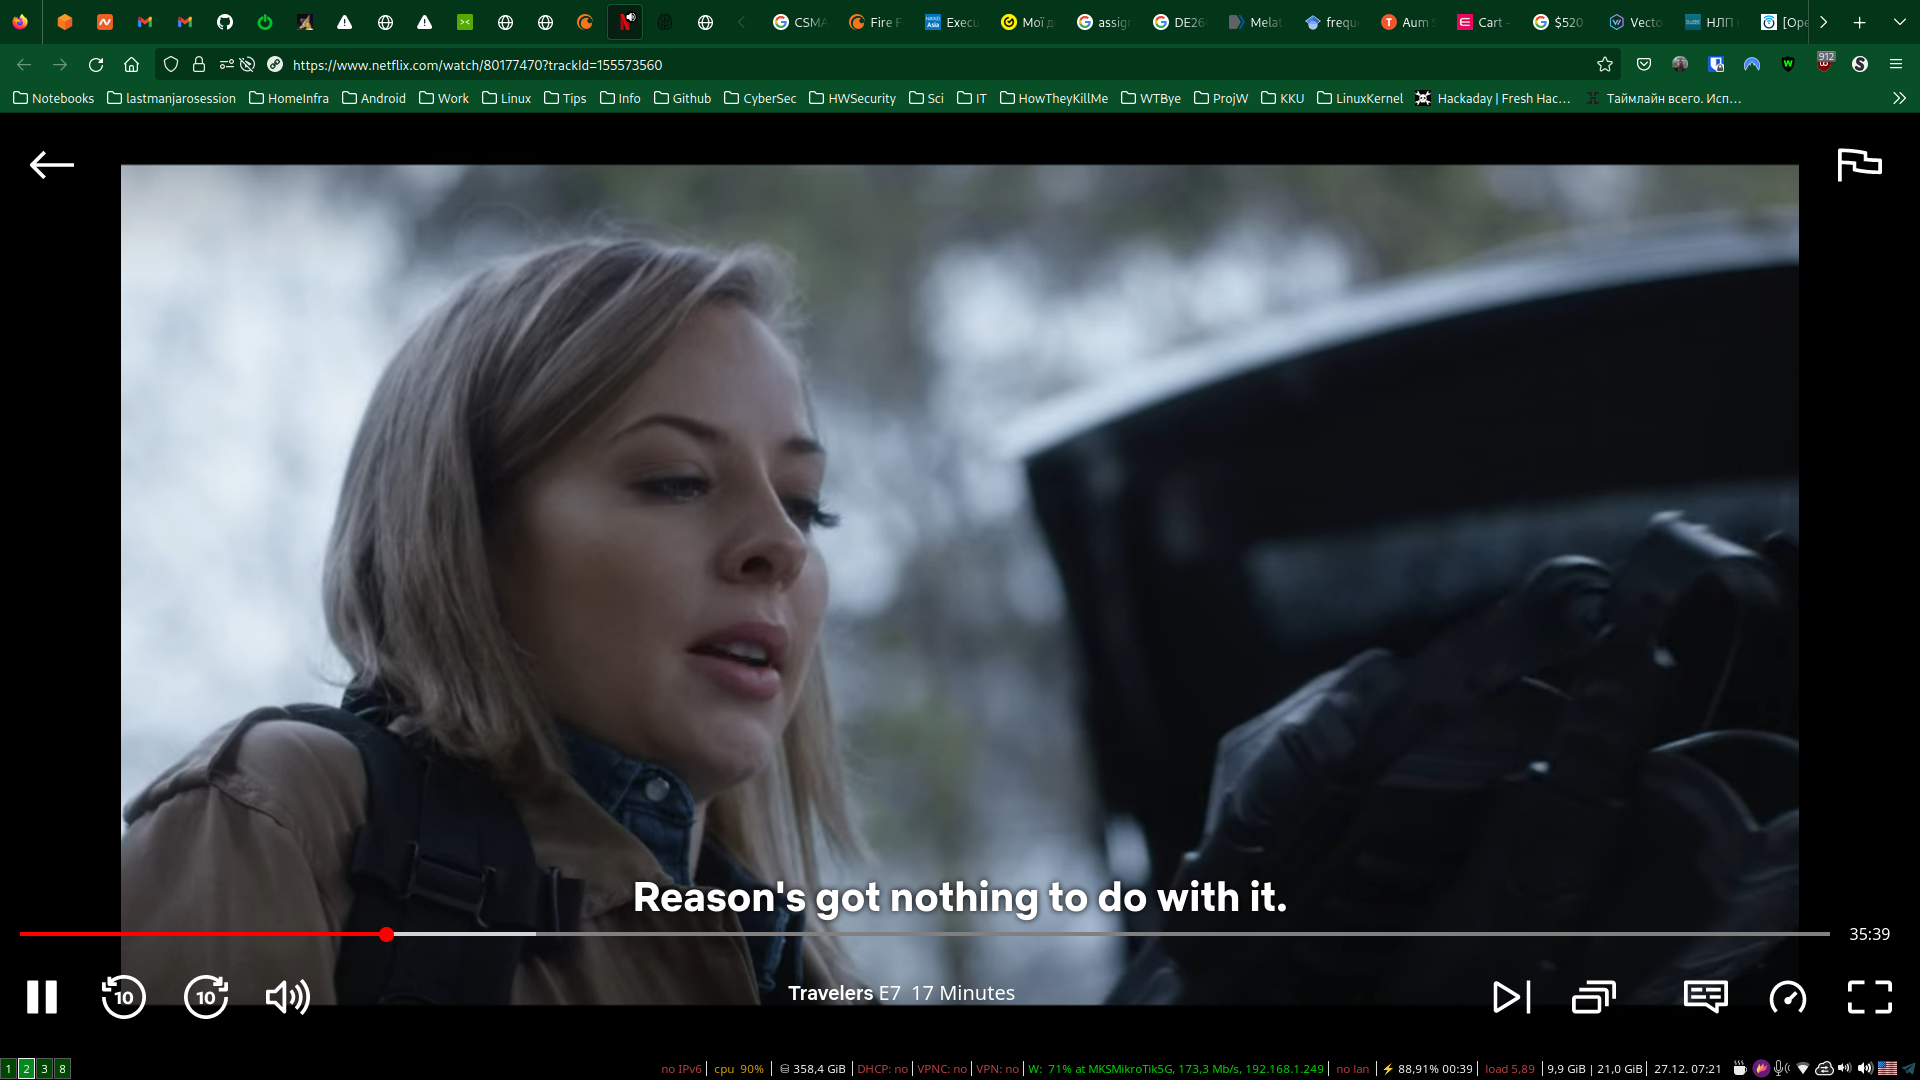 CSMA
Fire F
Execu
Мої д
assign
DE26
Melat
frequ
Aum
Cart -
$520
Vecto
НЛП
[Ope
https://www.netflix.com/watch/80177470?trackId=155573560
912
Notebooks lastmanjarosession HomeInfra Android Work Linux Tips Info Github CyberSec HWSecurity Sci IT HowTheyKillMe WTBye ProjW KKU LinuxKernel Hackaday | Fresh Hac… Таймлайн всего. Исп…
Reason's got nothing to do with it.
35:39
10 10 Travelers E7 17 Minutes
1 2 3 8 no IPv6 cpu 90% 358,4 GiB DHCP: no VPNC: no VPN: no W: 71% at MKSMikroTik5G, 173,3 Mb/s, 192.168.1.249 no lan ⚡ 88,91% 00:39 load 5,89 9,9 GiB | 21,0 GiB 27.12. 07:21